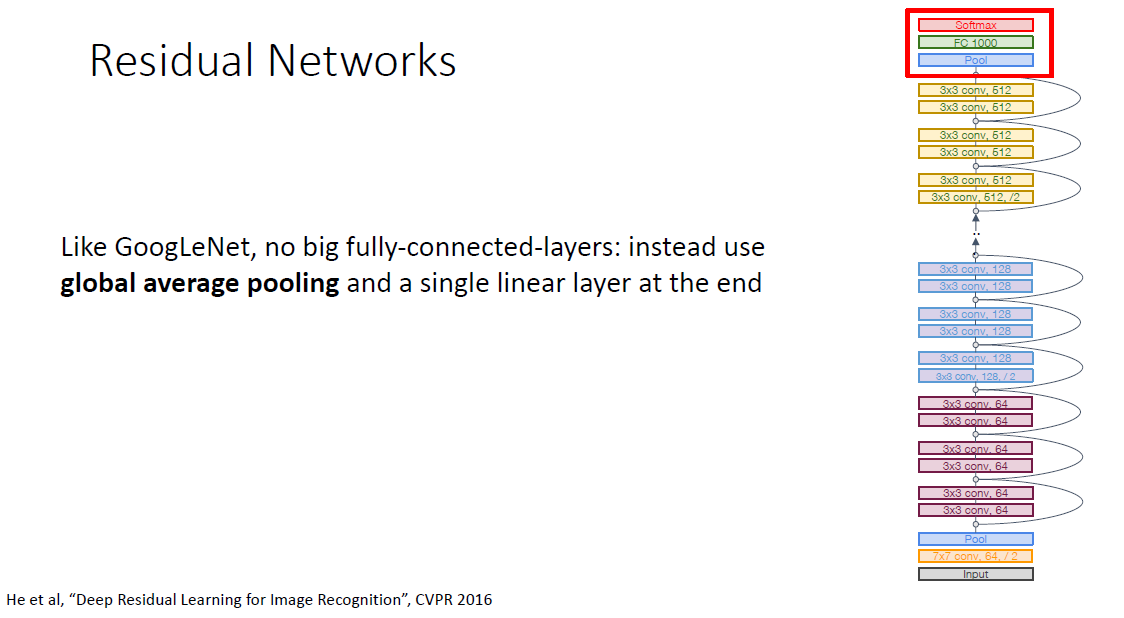 Residual Networks
Like GoogLeNet, no big fully-connected-layers: instead use
global average pooling and a single linear layer at the end
Softmax
FC 1000
Pool
3x3 conv, 512
3x3 conv, 512
3x3 conv, 512
3x3 conv, 512
3x3 conv, 512
3x3 conv, 512, /2
..
3x3 conv, 128
3x3 conv, 128
3x3 conv, 128
3x3 conv, 128
3x3 conv, 128
3x3 conv, 128, / 2
3x3 conv, 64
3x3 conv, 64
3x3 conv, 64
3x3 conv, 64
3x3 conv, 64
3x3 conv, 64
Pool
7x7 conv, 64, / 2
Input
He et al, “Deep Residual Learning for Image Recognition”, CVPR 2016